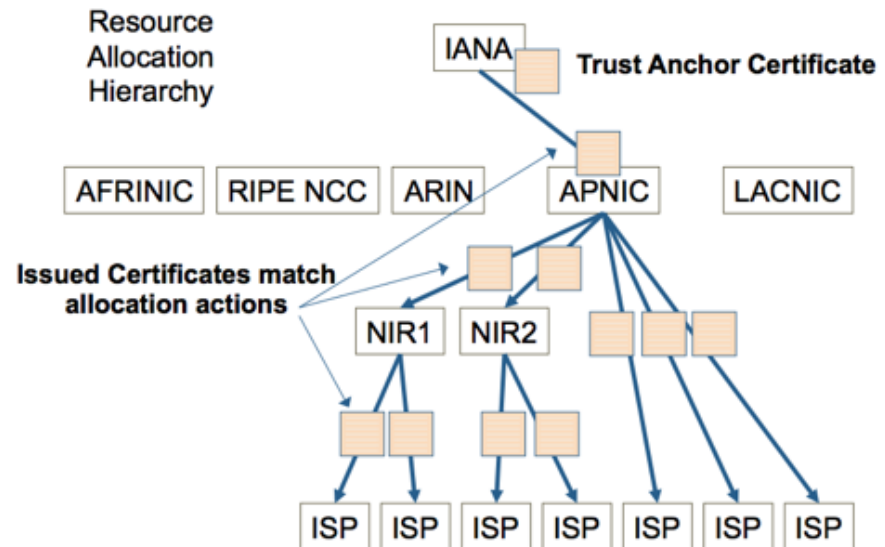 Resource
Allocation
Hierarchy
IANA
Trust Anchor Certificate
AFRINIC
RIPE NCC
ARIN
APNIC
LACNIC
Issued Certificates match
allocation actions
NIR1
NIR2
ISP
ISP
ISP
ISP
ISP
ISP
ISP